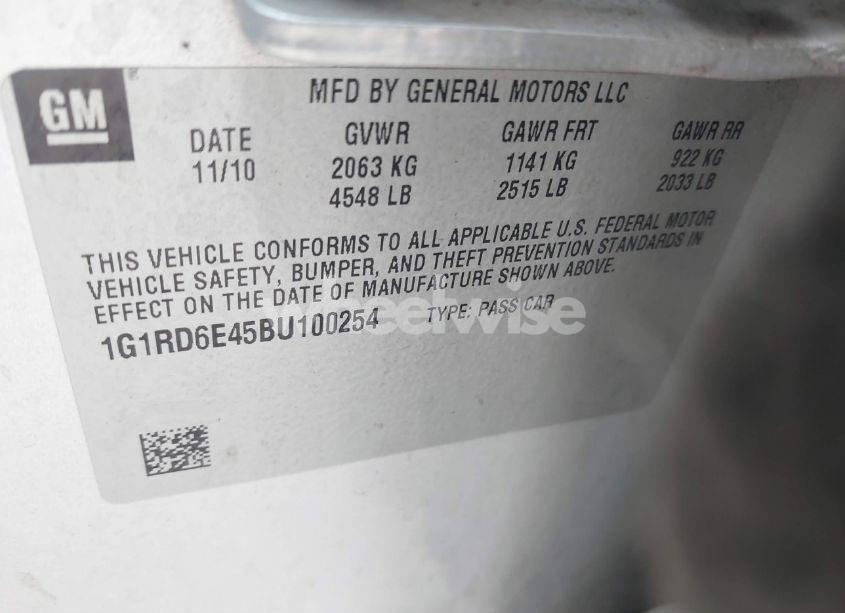 GM
®
MFD BY GENERAL MOTORS LLC
DATE GVWR GAWR FRT GAWR RR
11/10 2063 KG 1141 KG 922 KG
4548 LB 2515 LB 2033 LB
THIS VEHICLE CONFORMS TO ALL APPLICABLE U.S. FEDERAL MOTOR
VEHICLE SAFETY, BUMPER, AND THEFT PREVENTION STANDARDS IN
EFFECT ON THE DATE OF MANUFACTURE SHOWN ABOVE.
1G1RD6E45BU100254 TYPE: PASS CAR
wheelwise